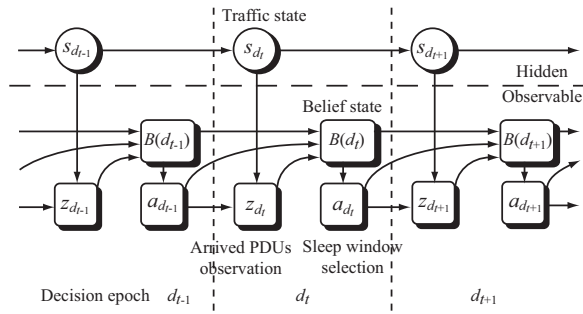 Traffic state
s_{d_{t-1}} s_{d_t} s_{d_{t+1}}
Hidden
Observable
Belief state
B(d_{t-1}) B(d_t) B(d_{t+1})
z_{d_{t-1}} a_{d_{t-1}} z_{d_t} a_{d_t} z_{d_{t+1}} a_{d_{t+1}}
Arrived PDUs Sleep window
observation selection
Decision epoch d_{t-1} d_t d_{t+1}